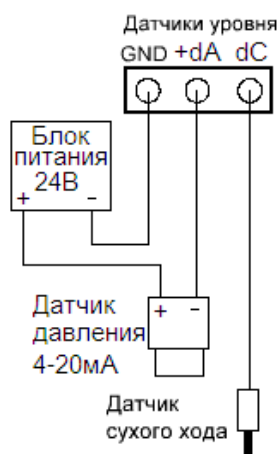 Датчики уровня
GND +dA dC
Блок
питания
24В
+ -
Датчик
давления
4-20мА
+ -
Датчик
сухого хода